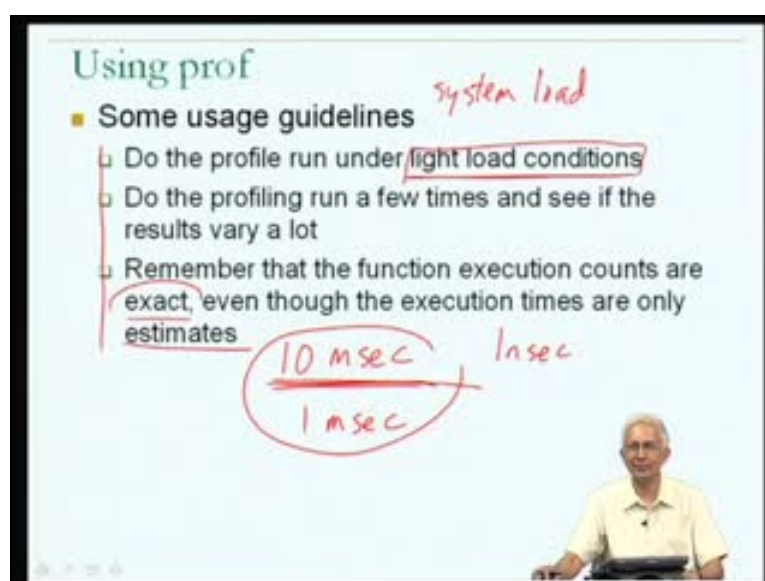 Using prof
system load
Some usage guidelines
Do the profile run under light load conditions
Do the profiling run a few times and see if the
results vary a lot
Remember that the function execution counts are
exact, even though the execution times are only
estimates
10 msec 1nsec
1 msec